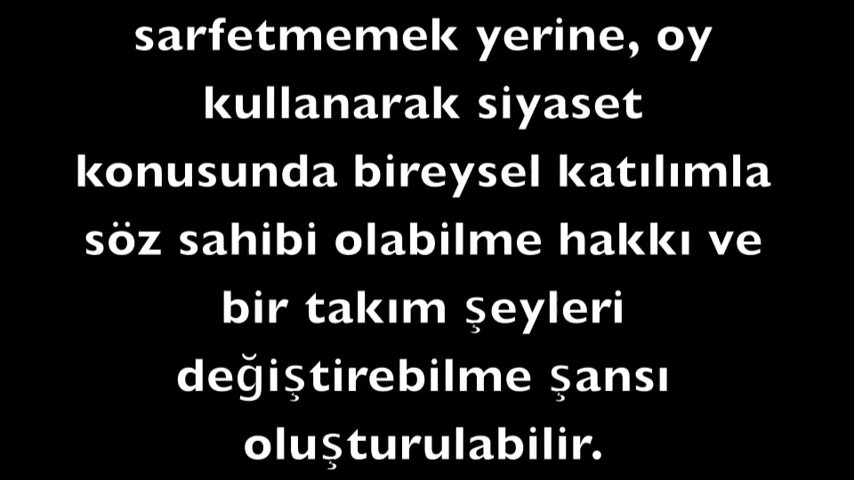 sarfetmemek yerine, oy
kullanarak siyaset
konusunda bireysel katılımla
söz sahibi olabilme hakkı ve
bir takım şeyleri
değiştirebilme şansı
oluşturulabilir.